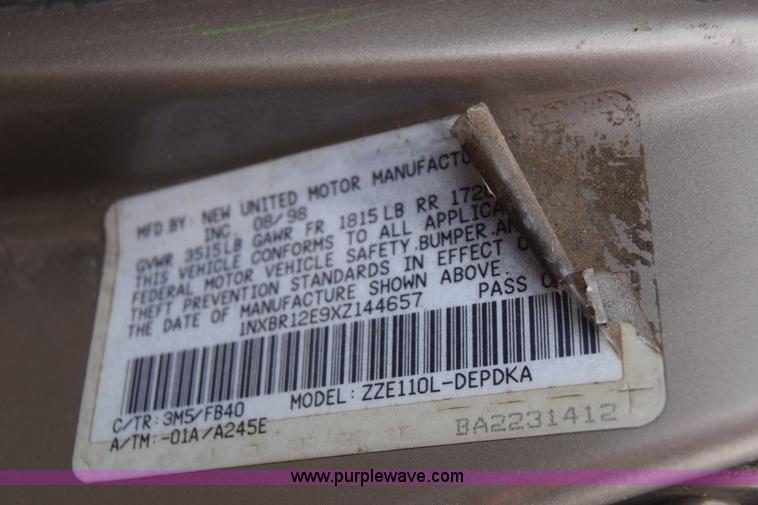 MFD.BY: NEW UNITED MOTOR MANUFACTU
INC. 08/98
GVWR 3515LB GAWR FR 1815LB RR 172
THIS VEHICLE CONFORMS TO ALL APPLICA
FEDERAL MOTOR VEHICLE SAFETY,BUMPER,AN
THEFT PREVENTION STANDARDS IN EFFECT O
THE DATE OF MANUFACTURE SHOWN ABOVE.
1NXBR12E9XZ144657 PASS
C/TR: 3M5/FB40 MODEL: ZZE110L-DEPDKA
A/TM:-01A/A245E
BA2231412
www.purplewave.com